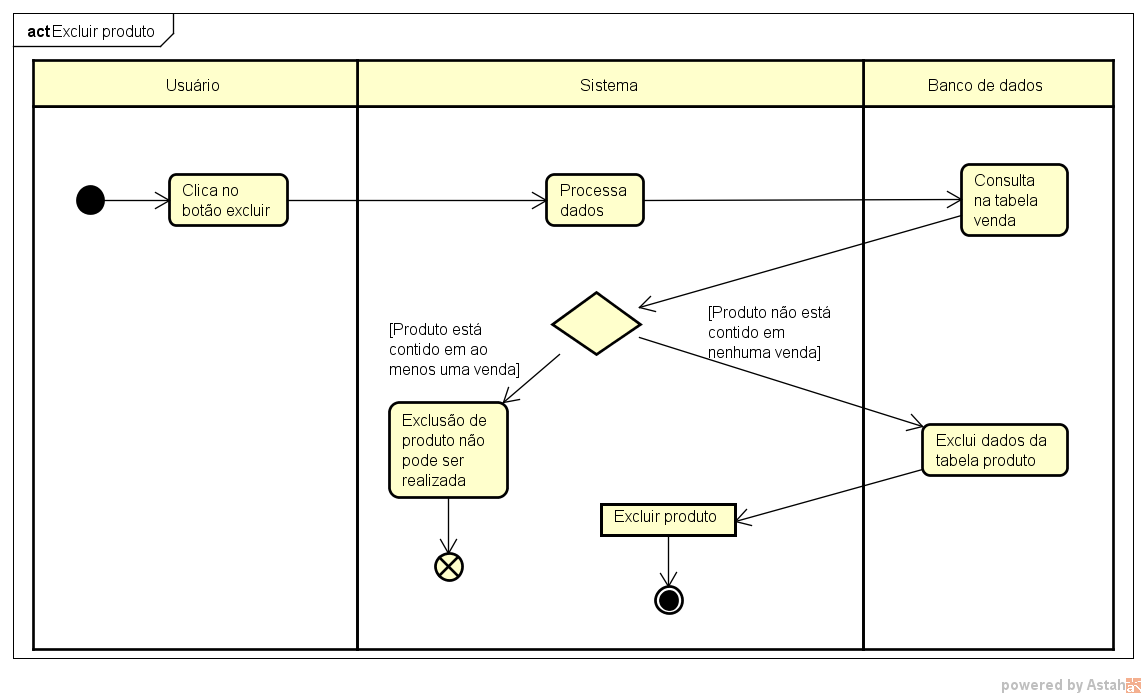 act Excluir produto
Usuário
Sistema
Banco de dados
Clica no
botão excluir
Processa
dados
Consulta
na tabela
venda
[Produto está
contido em ao
menos uma venda]
[Produto não está
contido em
nenhuma venda]
Exclusão de
produto não
pode ser
realizada
Exclui dados da
tabela produto
Excluir produto
powered by Astah